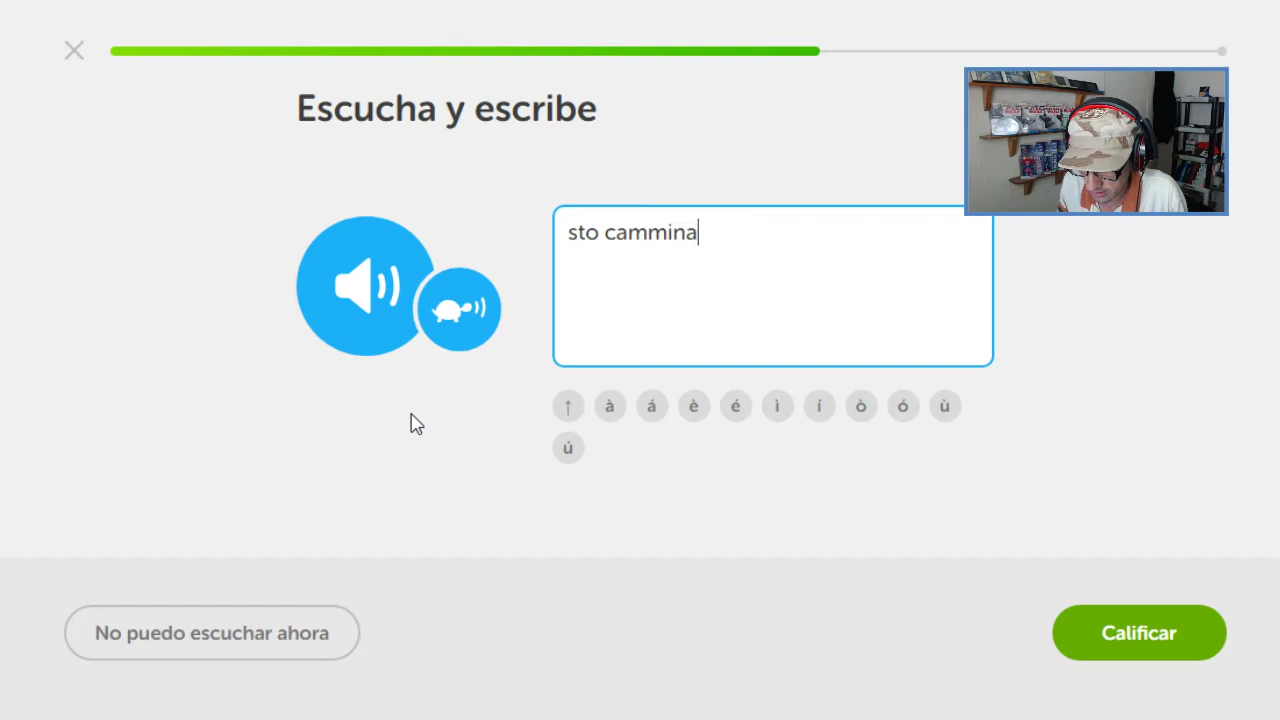 Escucha y escribe
sto cammina
↑ à á è é ì í ò ó ù
ú
No puedo escuchar ahora
Calificar